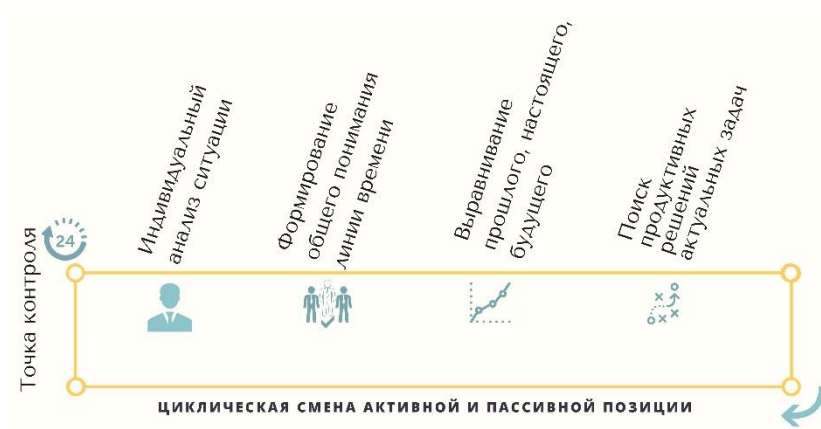 Точка контроля
24
Индивидуальный
анализ ситуации
Формирование
общего понимания
линии времени
Выравнивание
прошлого, настоящего,
будущего
Поиск
продуктивных
решений
актуальных задач
ЦИКЛИЧЕСКАЯ СМЕНА АКТИВНОЙ И ПАССИВНОЙ ПОЗИЦИИ